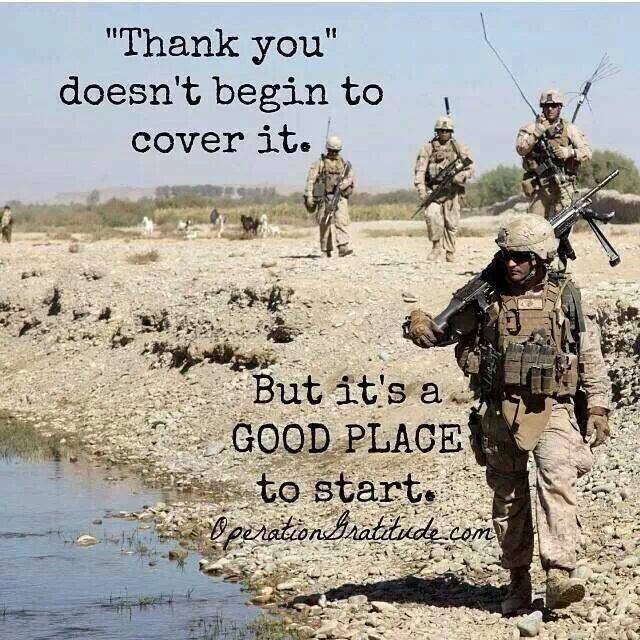 "Thank you"
doesn't begin to
cover it.
But it's a
GOOD PLACE
to start.
OperationGratitude.com